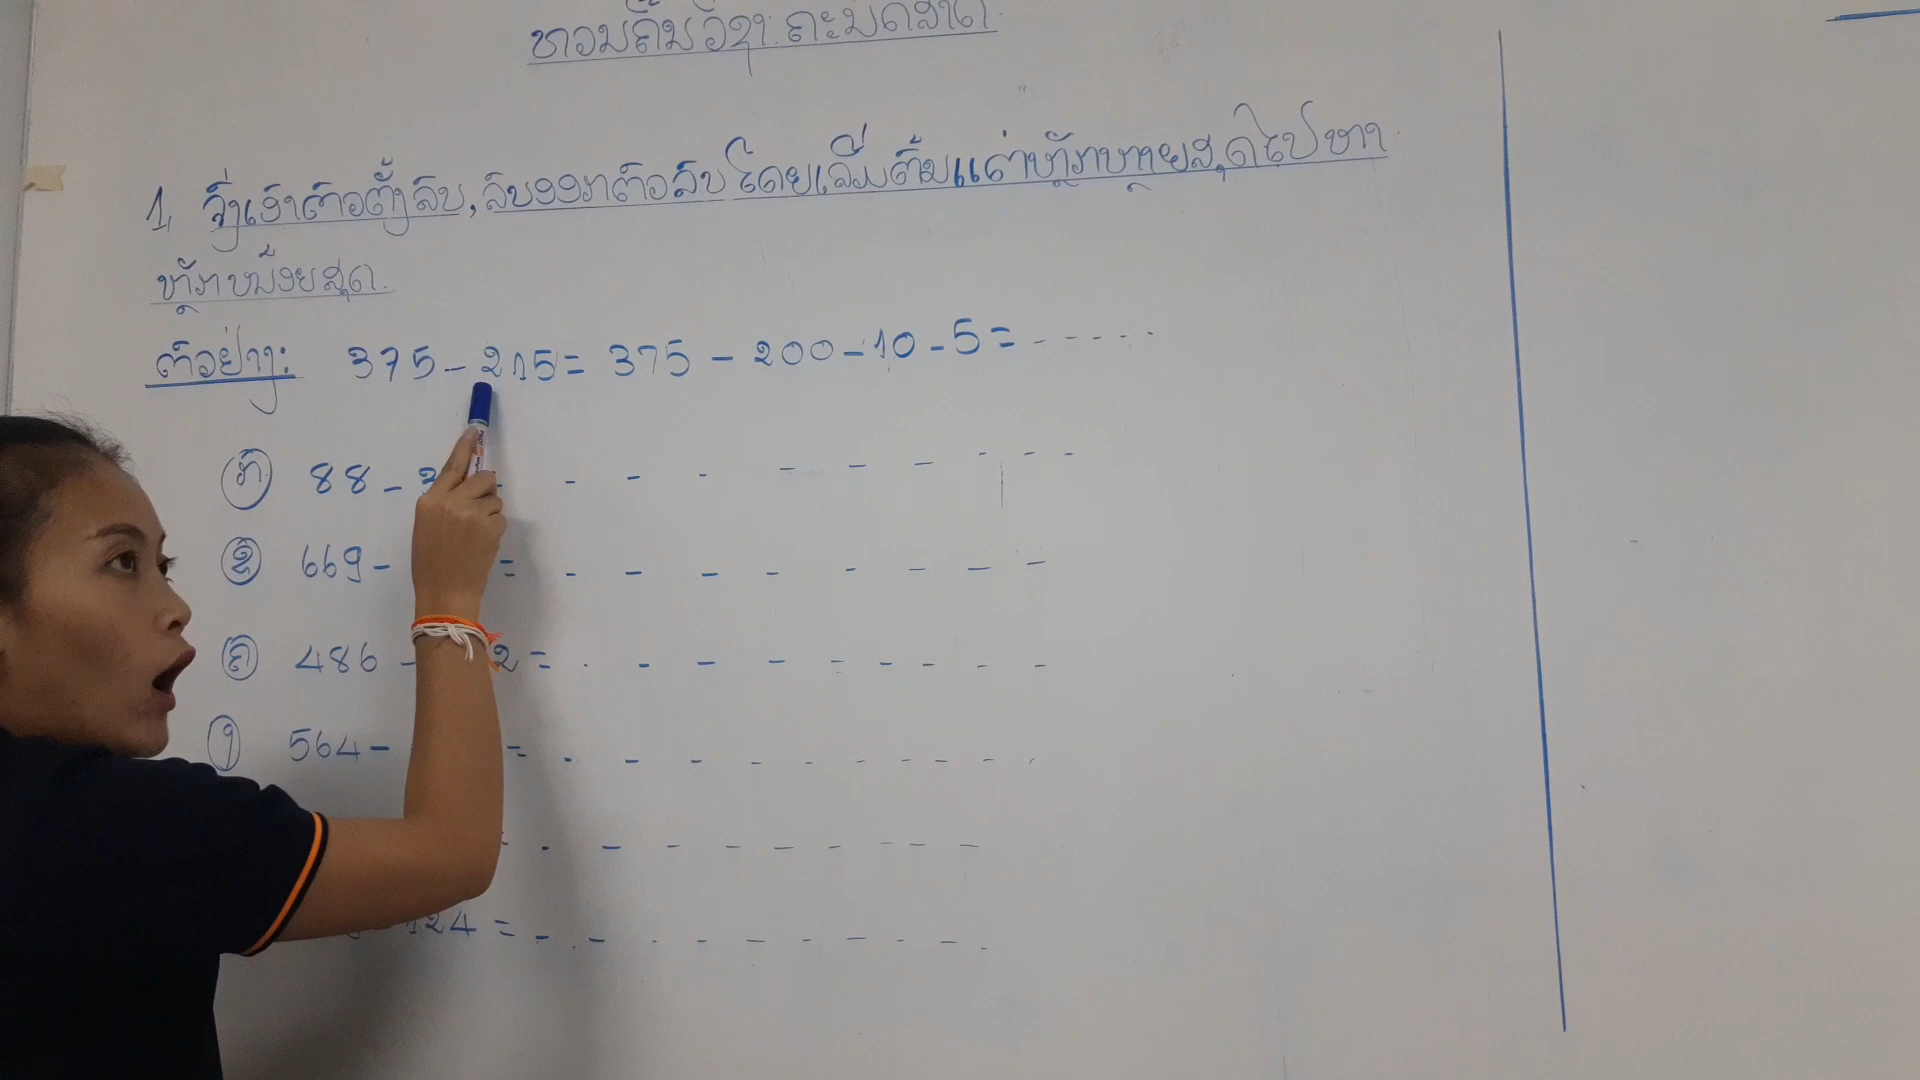 ທວນຄືນວິຊາ: ຄະນິດສາດ.
1, ຈົ່ງເອົາຕົວຕັ້ງລົບ, ລົບອອກຕົວລົບໂດຍເລີ່ມຕົ້ນແຕ່ຫຼັກຫຼາຍສຸດໄປຫາ
ຫຼັກໜ້ອຍສຸດ.
ຕົວຢ່າງ: 375 - 215 = 375 - 200 - 10 - 5 = - - - - -
ກ 88 - 3
ຂ 669 - =
ຄ 486 - 2 =
ງ 564 - =
124 =